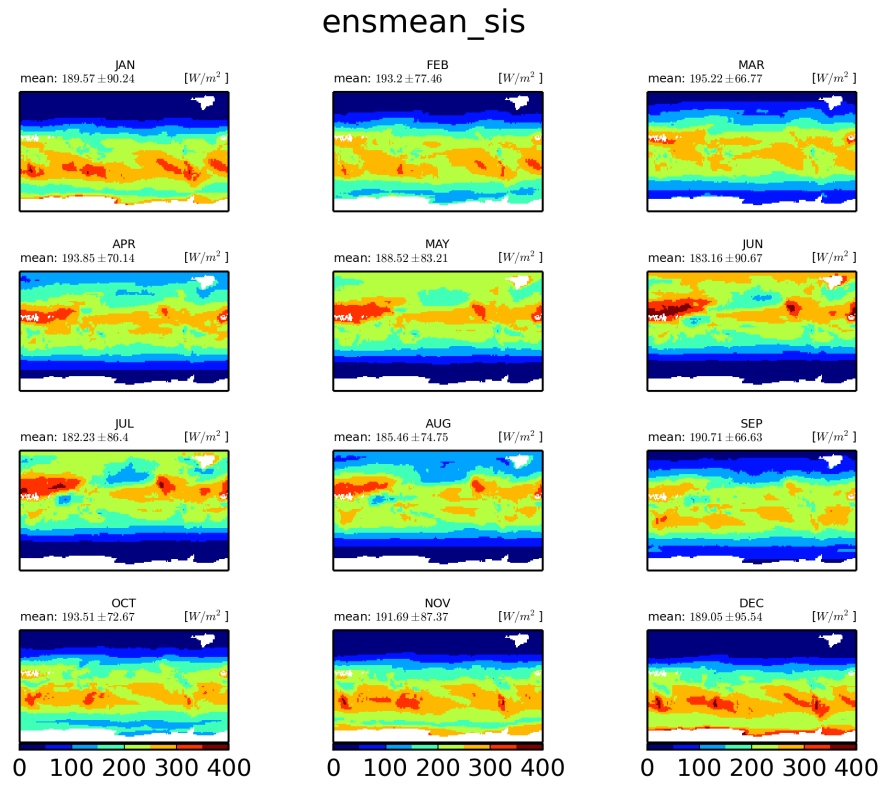 ensmean_sis
JAN FEB MAR
mean: 189.57 ±90.24 [W/m² ] mean: 193.2 ±77.46 [W/m² ] mean: 195.22 ±66.77 [W/m² ]
APR MAY JUN
mean: 193.85 ±70.14 [W/m² ] mean: 188.52 ±83.21 [W/m² ] mean: 183.16 ±90.67 [W/m² ]
JUL AUG SEP
mean: 182.23 ±86.4 [W/m² ] mean: 185.46 ±74.75 [W/m² ] mean: 190.71 ±66.63 [W/m² ]
OCT NOV DEC
mean: 193.51 ±72.67 [W/m² ] mean: 191.69 ±87.37 [W/m² ] mean: 189.05 ±95.54 [W/m² ]
0 100 200 300 400 0 100 200 300 400 0 100 200 300 400